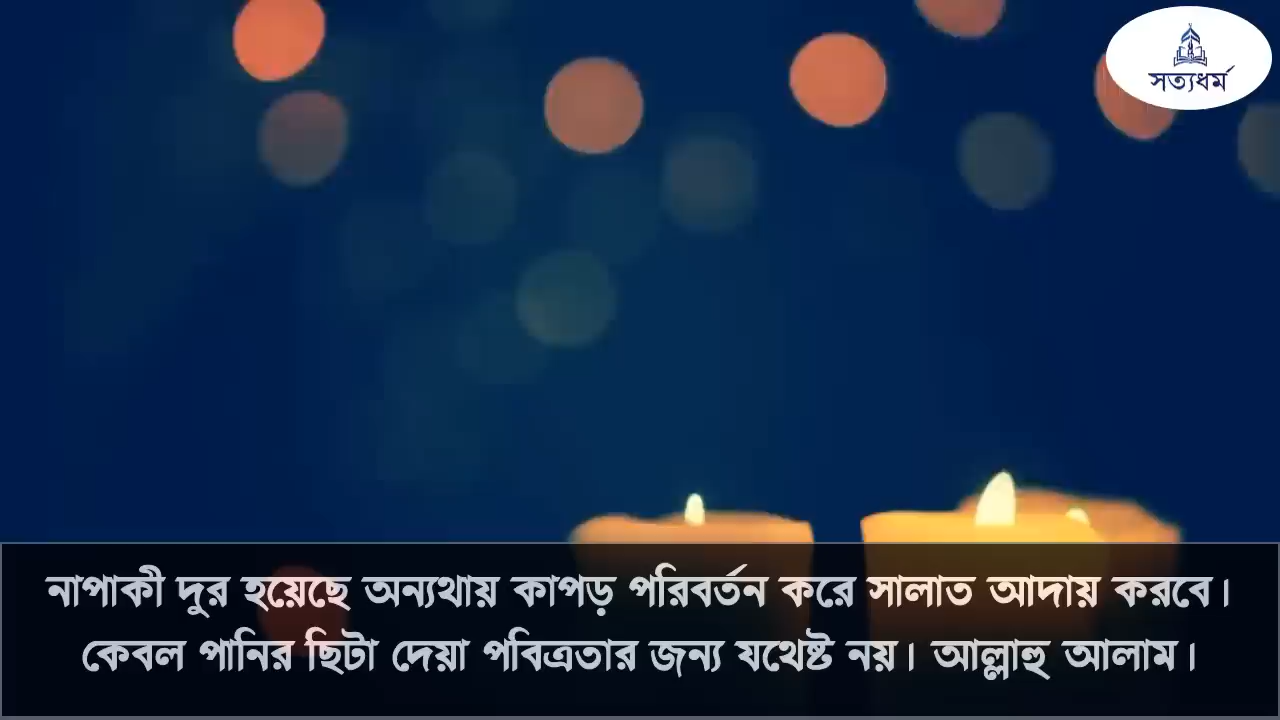 সত্যধর্ম
নাপাকী দুর হয়েছে অন্যথায় কাপড় পরিবর্তন করে সালাত আদায় করবে।
কেবল পানির ছিটা দেয়া পবিত্রতার জন্য যথেষ্ট নয়। আল্লাহু আলাম।